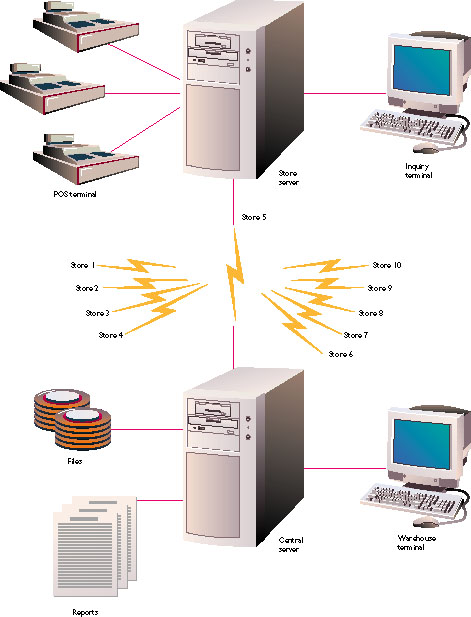 POS terminal
Store
server
Inquiry
terminal
Store 5
Store 1
Store 2
Store 3
Store 4
Store 10
Store 9
Store 8
Store 7
Store 6
Files
Reports
Central
server
Warehouse
terminal